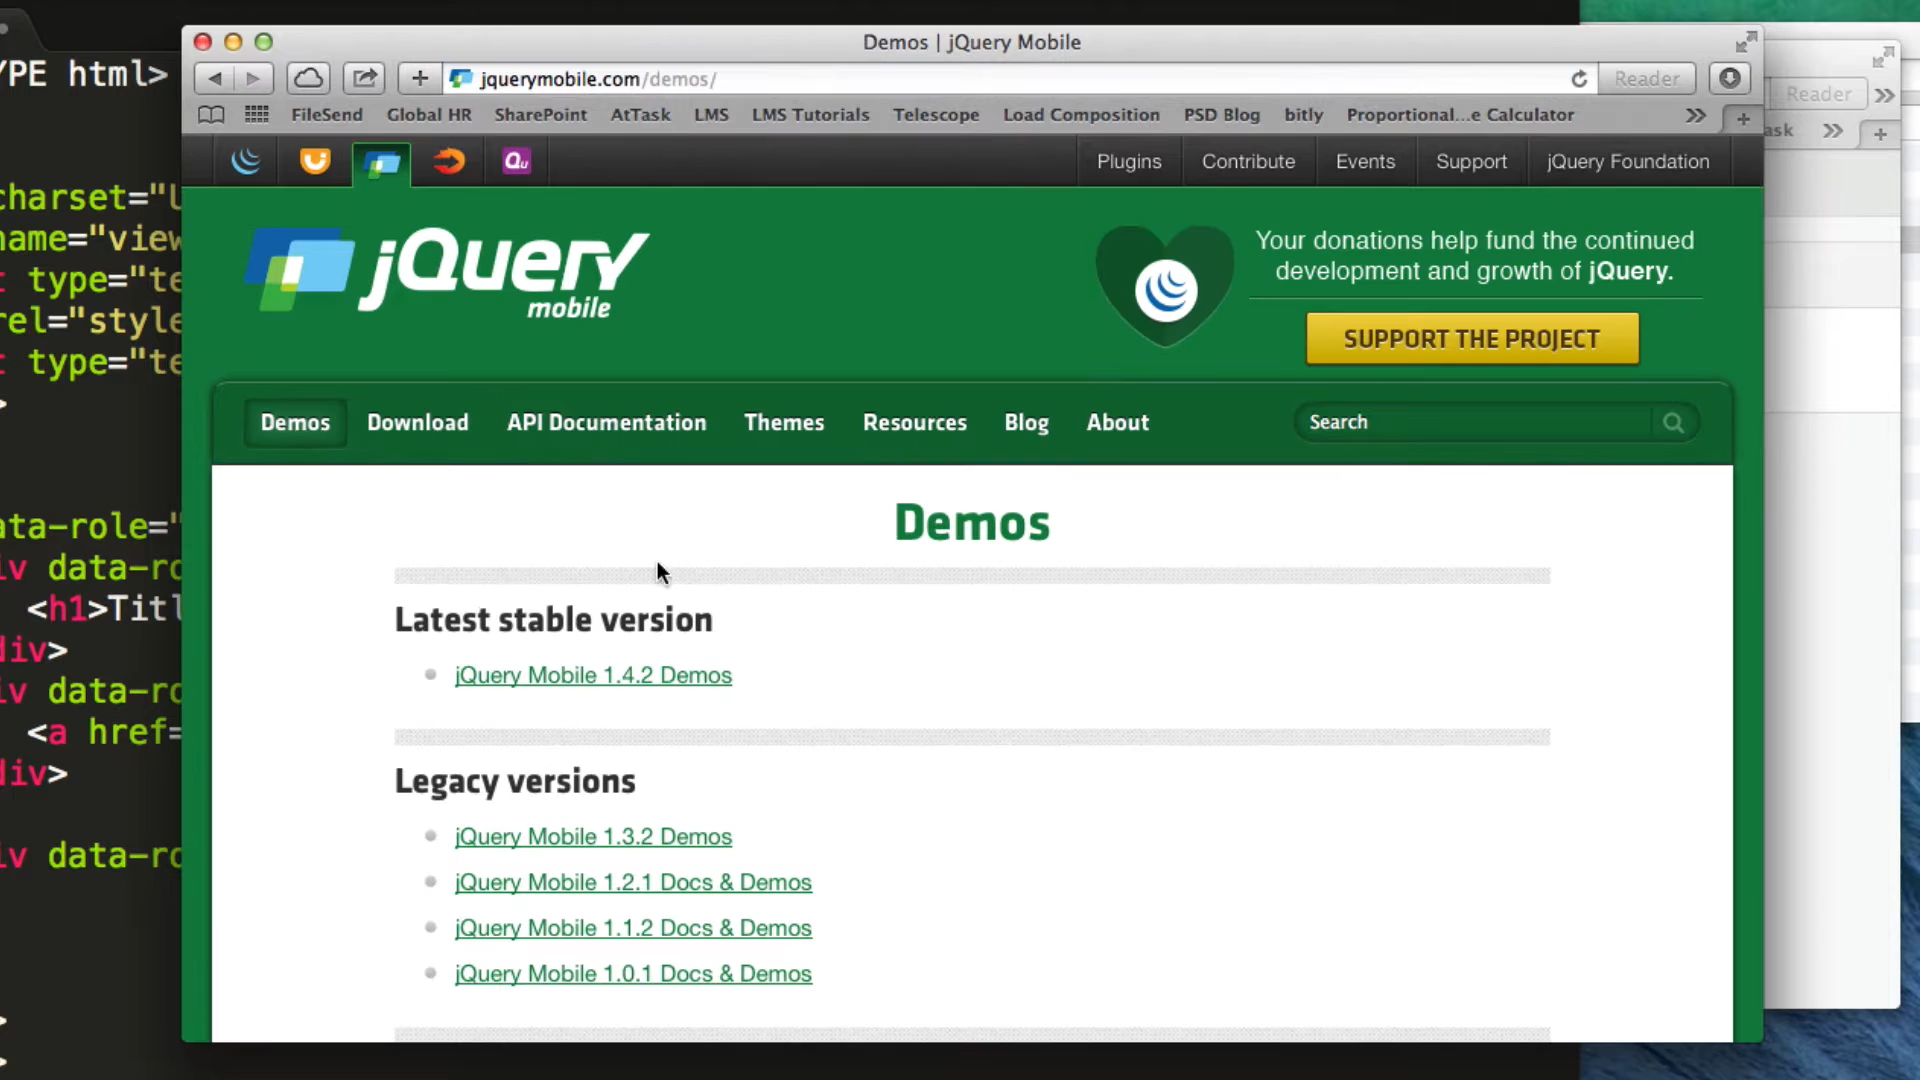 Demos | jQuery Mobile
jquerymobile.com/demos/
Reader
FileSend Global HR SharePoint AtTask LMS LMS Tutorials Telescope Load Composition PSD Blog bitly Proportional...e Calculator
Plugins Contribute Events Support jQuery Foundation
Qu
jQuery
mobile
Your donations help fund the continued
development and growth of jQuery.
SUPPORT THE PROJECT
Demos Download API Documentation Themes Resources Blog About Search
Demos
Latest stable version
jQuery Mobile 1.4.2 Demos
Legacy versions
jQuery Mobile 1.3.2 Demos
jQuery Mobile 1.2.1 Docs & Demos
jQuery Mobile 1.1.2 Docs & Demos
jQuery Mobile 1.0.1 Docs & Demos
YPE html>
charset="
name="view
type="te
rel="style
type="te
>
ata-role="
iv data-ro
<h1>Titl
div>
iv data-ro
<a href=
div>
iv data-ro
>
>
Reader
ask